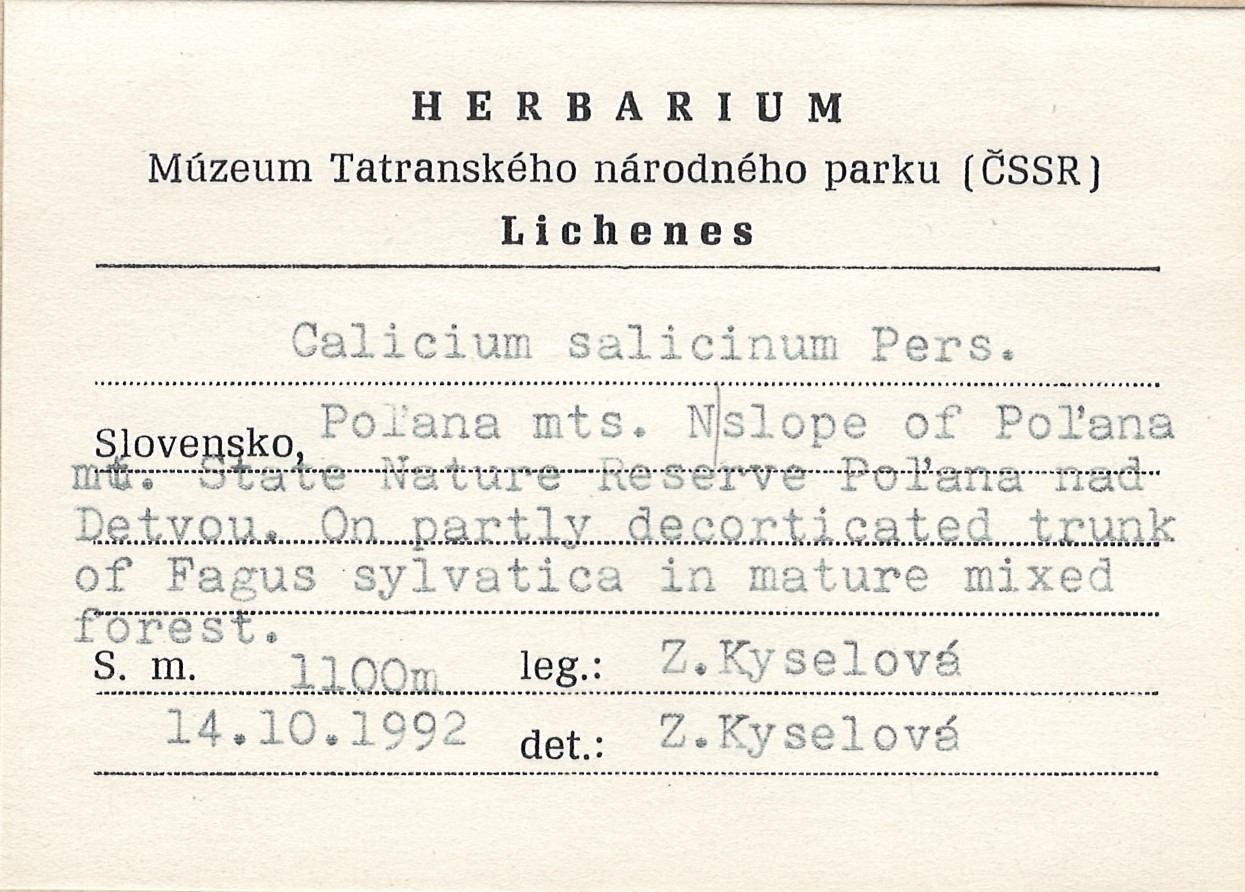 HERBARIUM
Múzeum Tatranského národného parku (ČSSR)
Lichenes
Calicium salicinum Pers.
Slovensko, Poľana mts. N slope of Poľana
mt. State Nature Reserve Poľana nad
Detvou. On partly decorticated trunk
of Fagus sylvatica in mature mixed
forest.
S. m. 1100m leg.: Z.Kyselová
14.10.1992 det.: Z.Kyselová